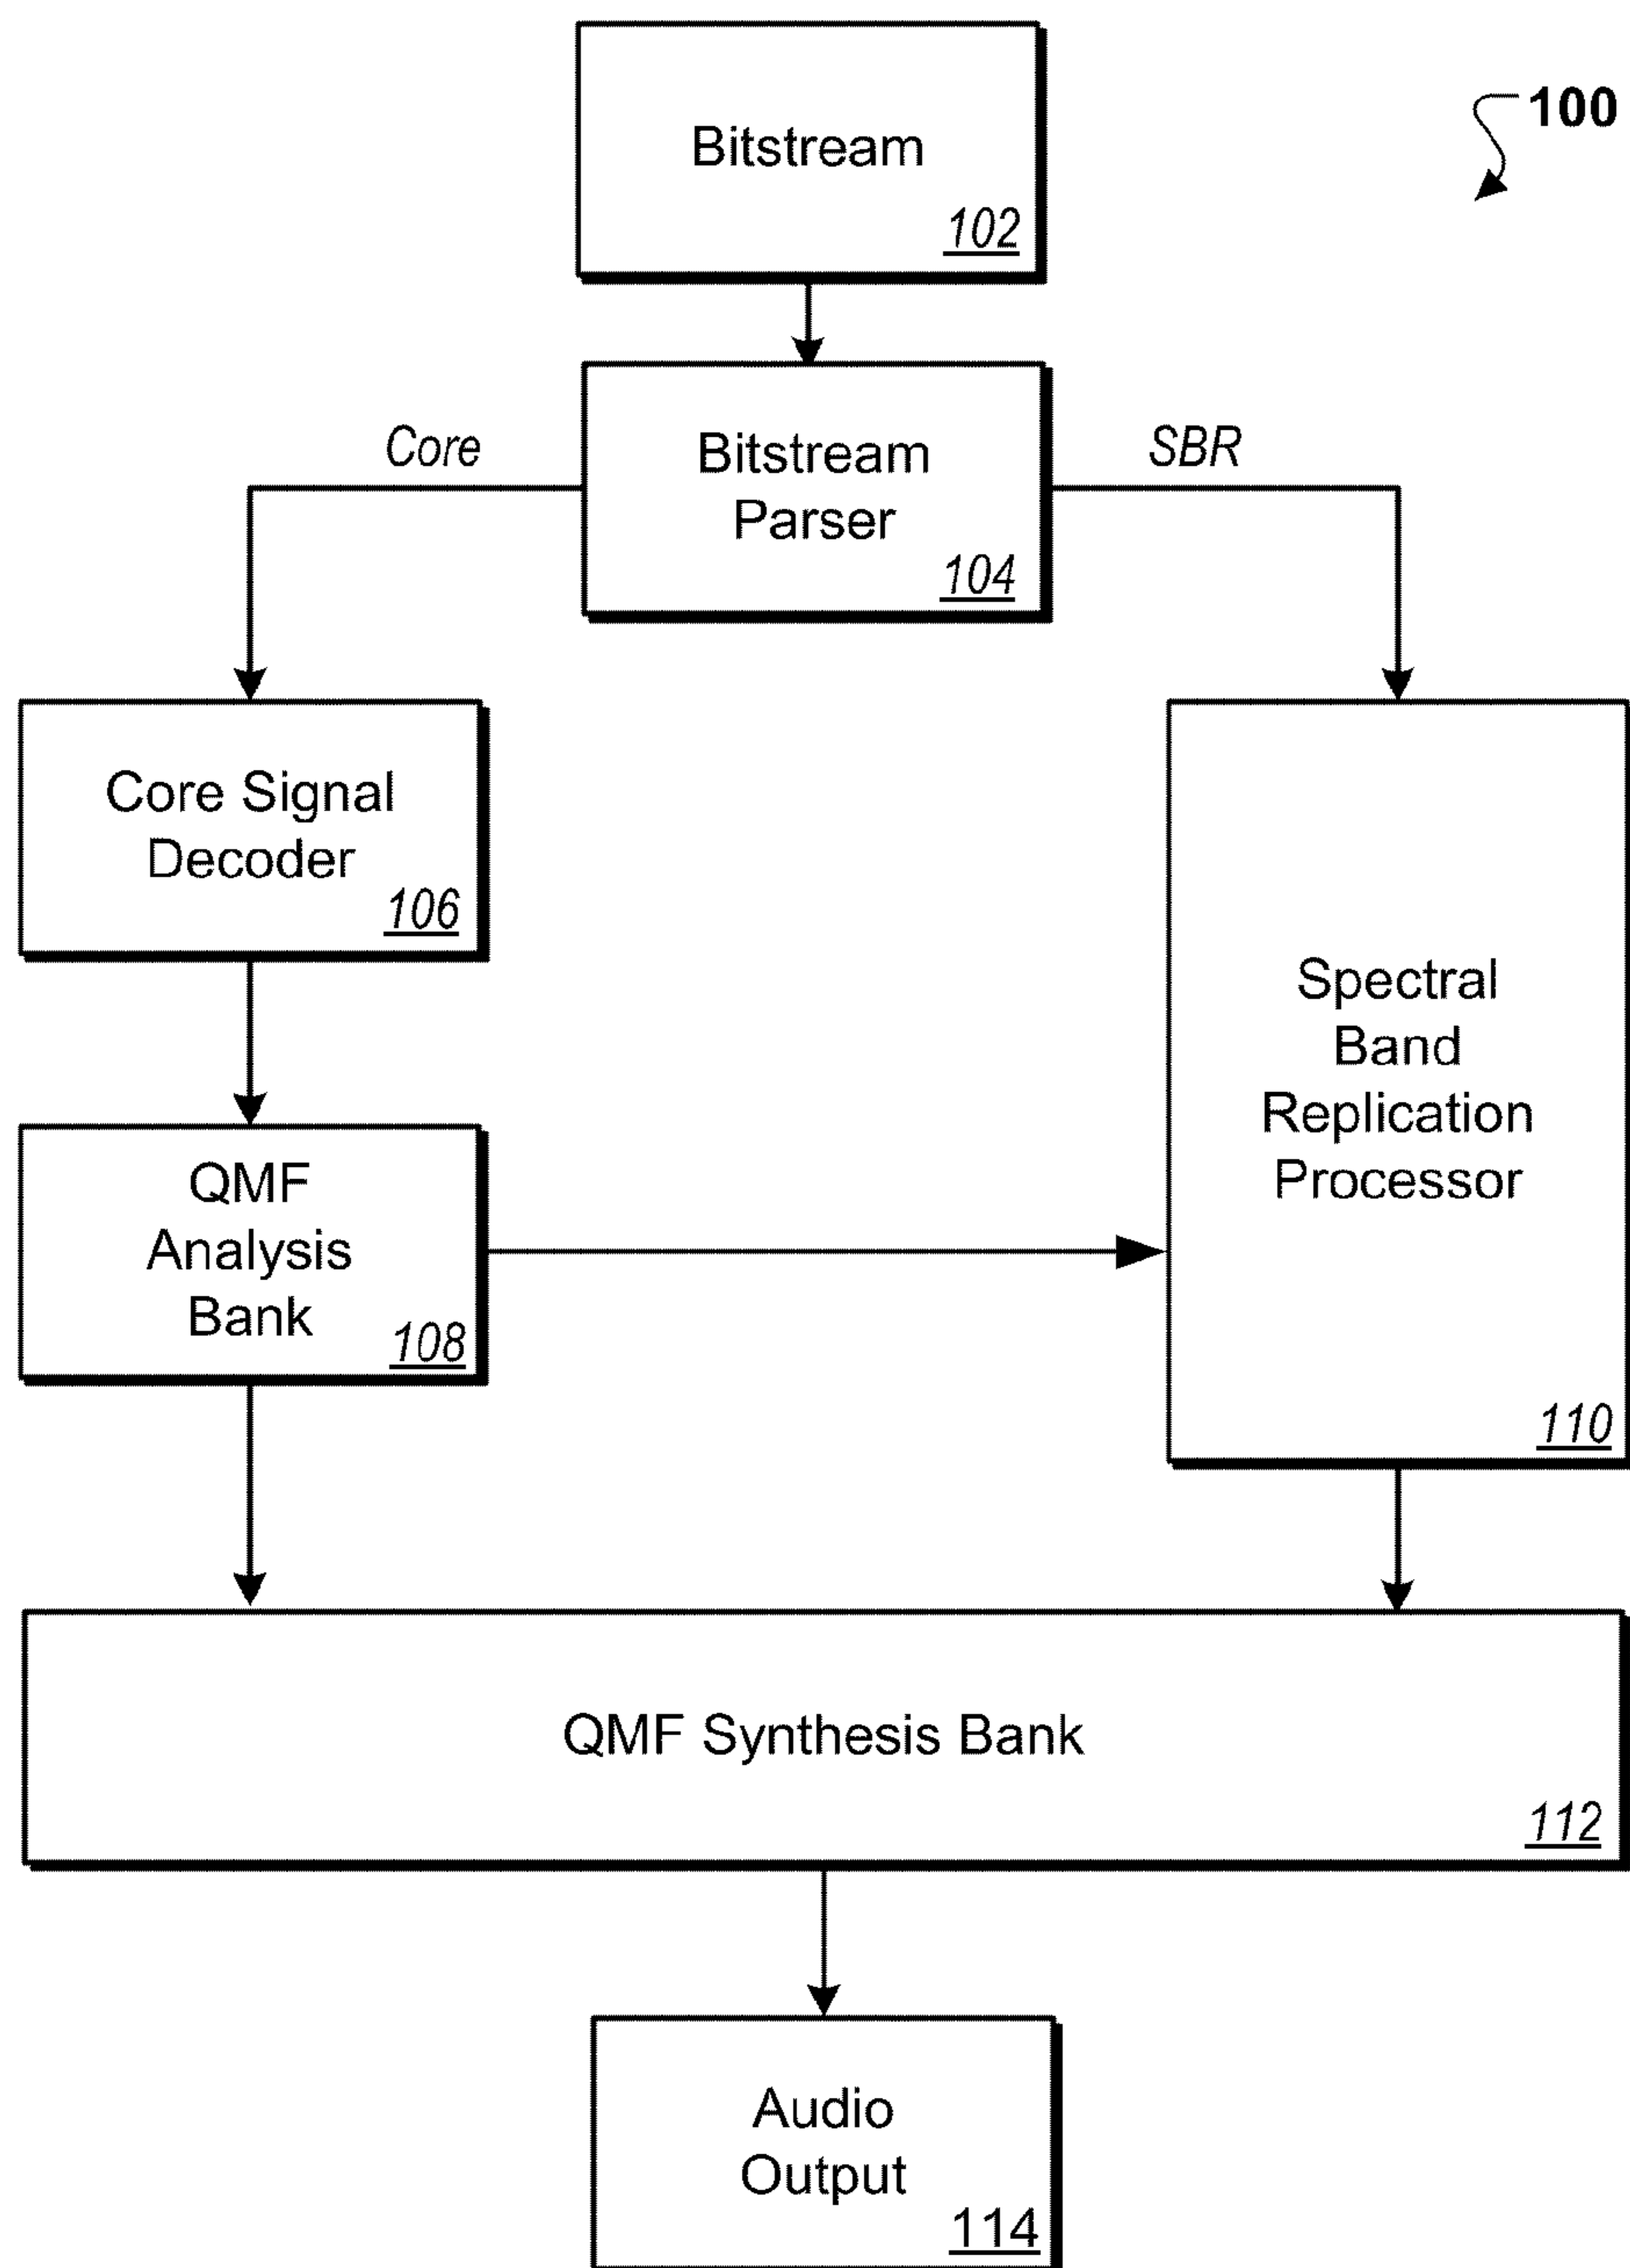 Bitstream
102
100
Core
SBR
Bitstream
Parser
104
Core Signal
Decoder
106
Spectral
Band
Replication
Processor
110
QMF
Analysis
Bank
108
QMF Synthesis Bank
112
Audio
Output
114